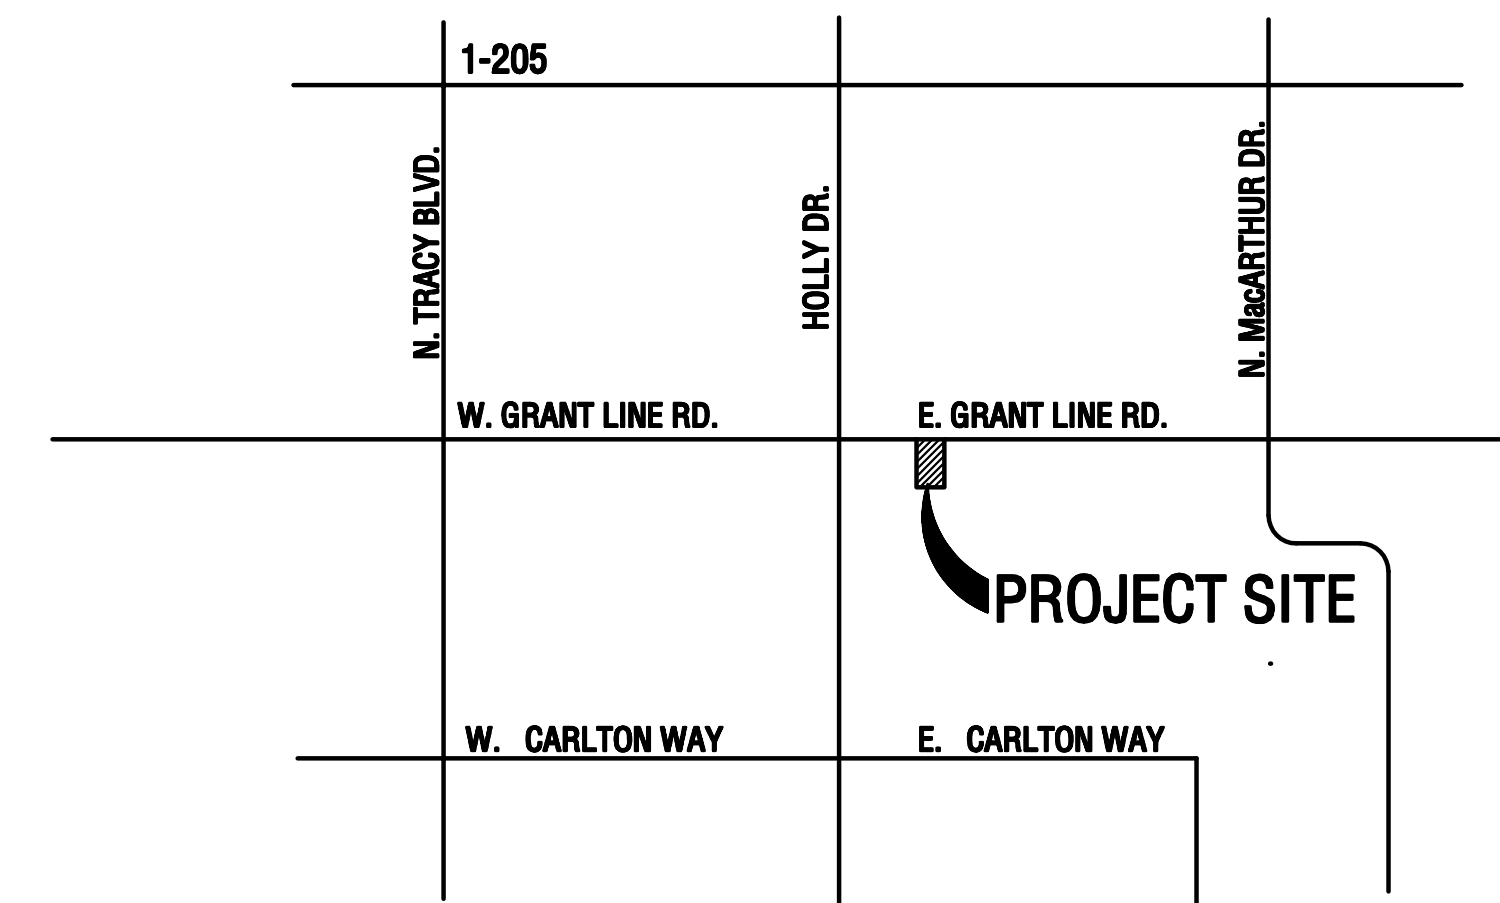 1-205
N. TRACY BLVD.
HOLLY DR.
N. MacARTHUR DR.
W. GRANT LINE RD.
E. GRANT LINE RD.
PROJECT SITE
W. CARLTON WAY
E. CARLTON WAY